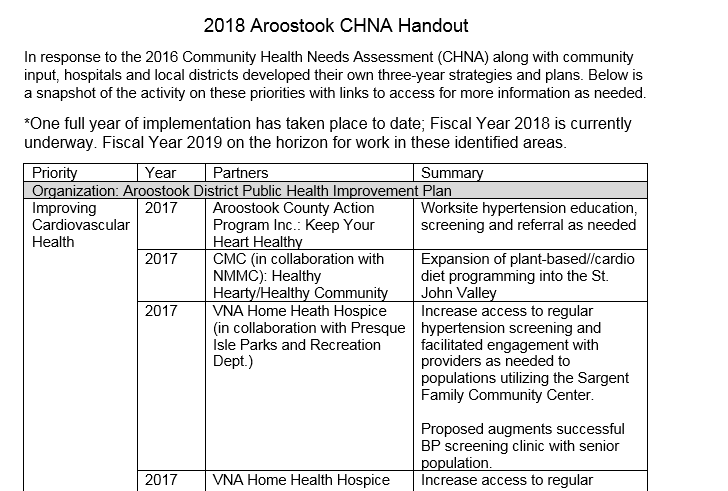 2018 Aroostook CHNA Handout
In response to the 2016 Community Health Needs Assessment (CHNA) along with community
input, hospitals and local districts developed their own three-year strategies and plans. Below is
a snapshot of the activity on these priorities with links to access for more information as needed.
*One full year of implementation has taken place to date; Fiscal Year 2018 is currently
underway. Fiscal Year 2019 on the horizon for work in these identified areas.
Priority Year Partners Summary
Organization: Aroostook District Public Health Improvement Plan
Improving
Cardiovascular
Health
2017
Aroostook County Action
Program Inc.: Keep Your
Heart Healthy
Worksite hypertension education,
screening and referral as needed
2017
CMC (in collaboration with
NMMC): Healthy
Hearty/Healthy Community
Expansion of plant-based//cardio
diet programming into the St.
John Valley
2017
VNA Home Heath Hospice
(in collaboration with Presque
Isle Parks and Recreation
Dept.)
Increase access to regular
hypertension screening and
facilitated engagement with
providers as needed to
populations utilizing the Sargent
Family Community Center.
Proposed augments successful
BP screening clinic with senior
population.
2017
VNA Home Health Hospice
Increase access to regular